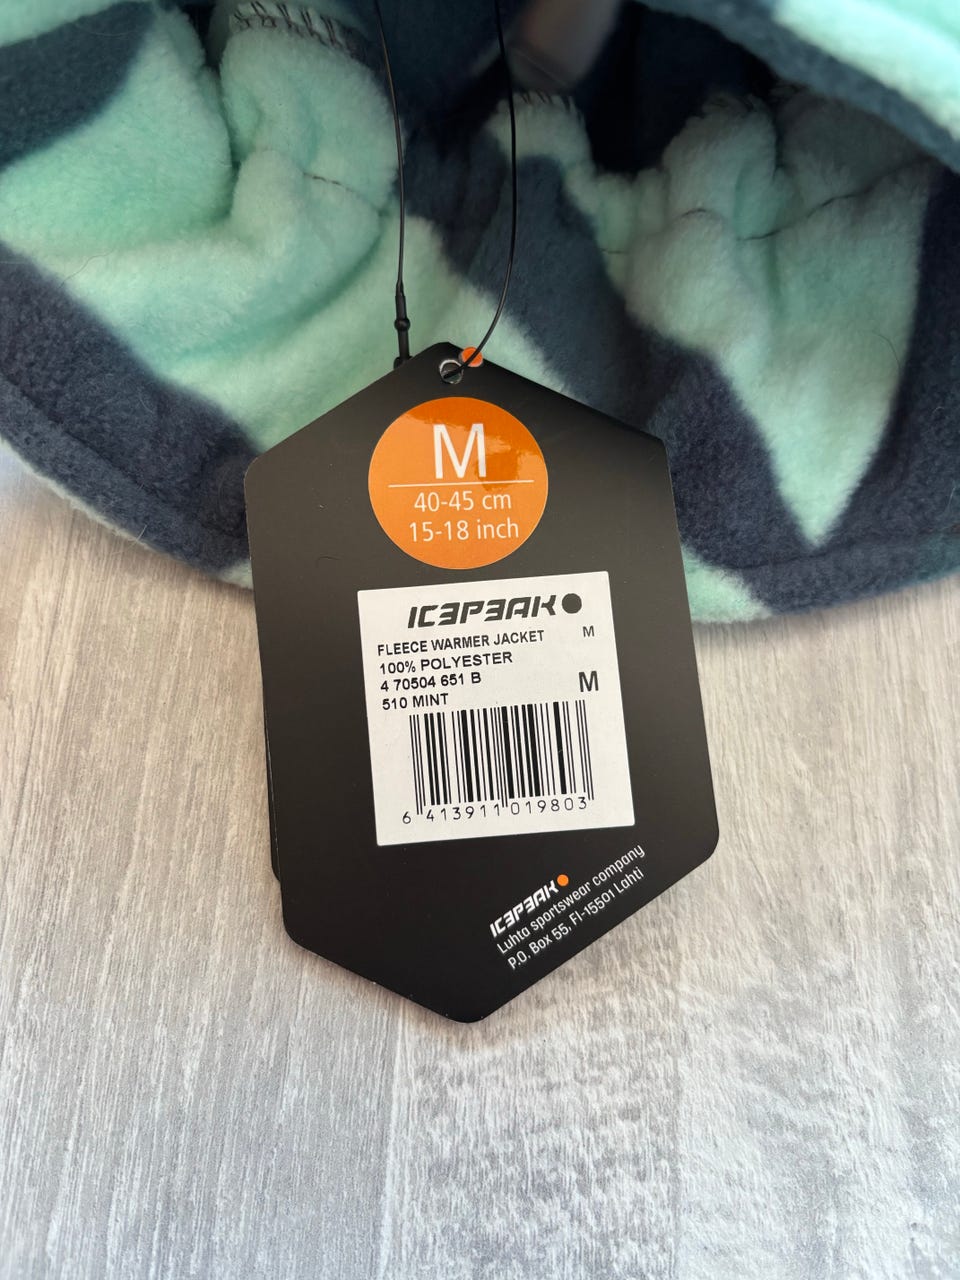 M
40-45 cm
15-18 inch
ICEPEAK
FLEECE WARMER JACKET M
100% POLYESTER
4 70504 651 B M
510 MINT
6 413911 019803
ICEPEAK
Luhta sportswear company
P.O. Box 55, FI-15501 Lahti